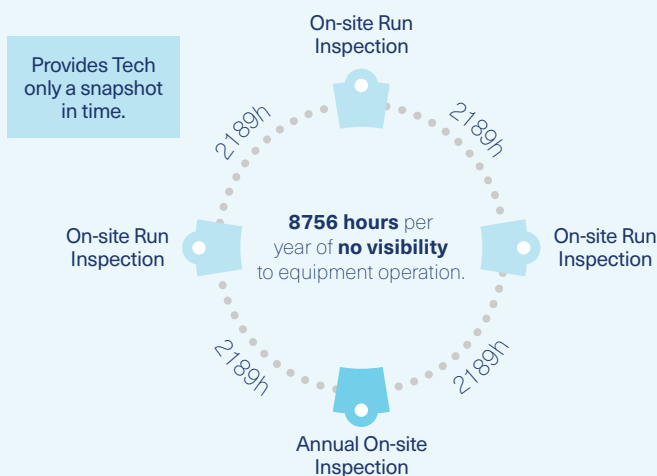 On-site Run
Inspection
Provides Tech
only a snapshot
in time.
2189h
2189h
On-site Run
Inspection
8756 hours per
year of no visibility
to equipment operation.
On-site Run
Inspection
2189h
2189h
Annual On-site
Inspection